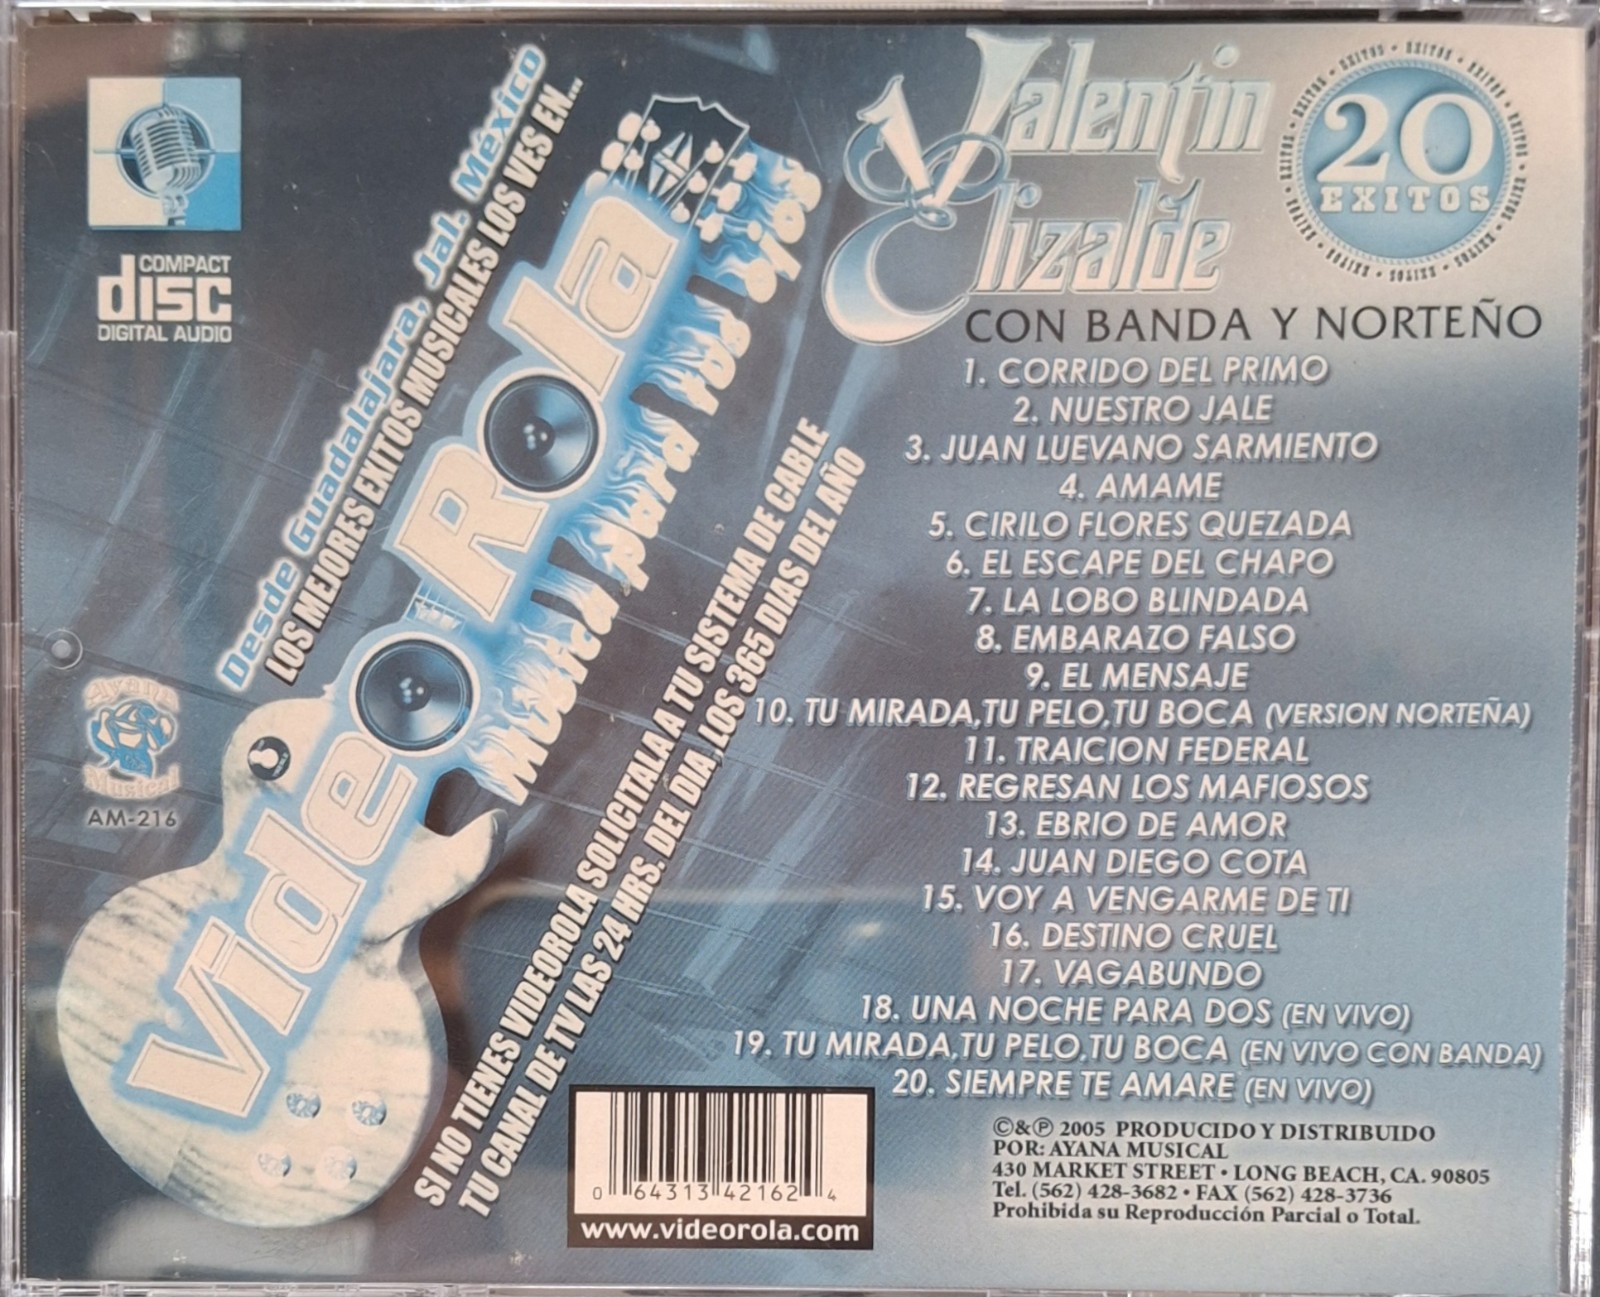 COMPACT
disc
DIGITAL AUDIO
Ayana
Musical
AM-216
Desde Guadalajara, Jal. México
LOS MEJORES EXITOS MUSICALES LOS VES EN...
VideoRola
Musica para tus ojos
SI NO TIENES VIDEOROLA SOLICITALA A TU SISTEMA DE CABLE
TU CANAL DE TV LAS 24 HRS. DEL DIA, LOS 365 DIAS DEL AÑO
Valentin
Elizalde
20
EXITOS
CON BANDA Y NORTEÑO
1. CORRIDO DEL PRIMO
2. NUESTRO JALE
3. JUAN LUEVANO SARMIENTO
4. AMAME
5. CIRILO FLORES QUEZADA
6. EL ESCAPE DEL CHAPO
7. LA LOBO BLINDADA
8. EMBARAZO FALSO
9. EL MENSAJE
10. TU MIRADA,TU PELO,TU BOCA (VERSION NORTEÑA)
11. TRAICION FEDERAL
12. REGRESAN LOS MAFIOSOS
13. EBRIO DE AMOR
14. JUAN DIEGO COTA
15. VOY A VENGARME DE TI
16. DESTINO CRUEL
17. VAGABUNDO
18. UNA NOCHE PARA DOS (EN VIVO)
19. TU MIRADA,TU PELO,TU BOCA (EN VIVO CON BANDA)
20. SIEMPRE TE AMARE (EN VIVO)
©&℗ 2005 PRODUCIDO Y DISTRIBUIDO
POR: AYANA MUSICAL
430 MARKET STREET • LONG BEACH, CA. 90805
Tel. (562) 428-3682 • FAX (562) 428-3736
Prohibida su Reproducción Parcial o Total.
0 64313 42162 4
www.videorola.com